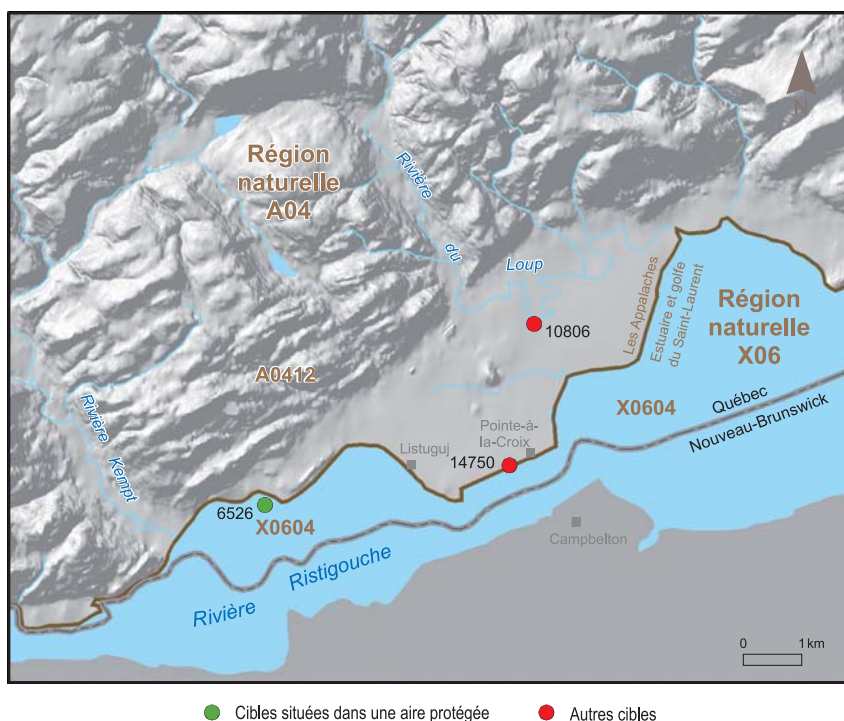 N
Région
naturelle
A04
Rivière
du
Loup
10806
Les Appalaches
Estuaire et golfe
du Saint-Laurent
Région
naturelle
X06
A0412
X0604
Québec
Nouveau-Brunswick
Rivière
Kempt
Listuguj
Pointe-à-
la-Croix
14750
6526
X0604
Campbelton
Rivière
Ristigouche
0
1 km
Cibles situées dans une aire protégée
Autres cibles